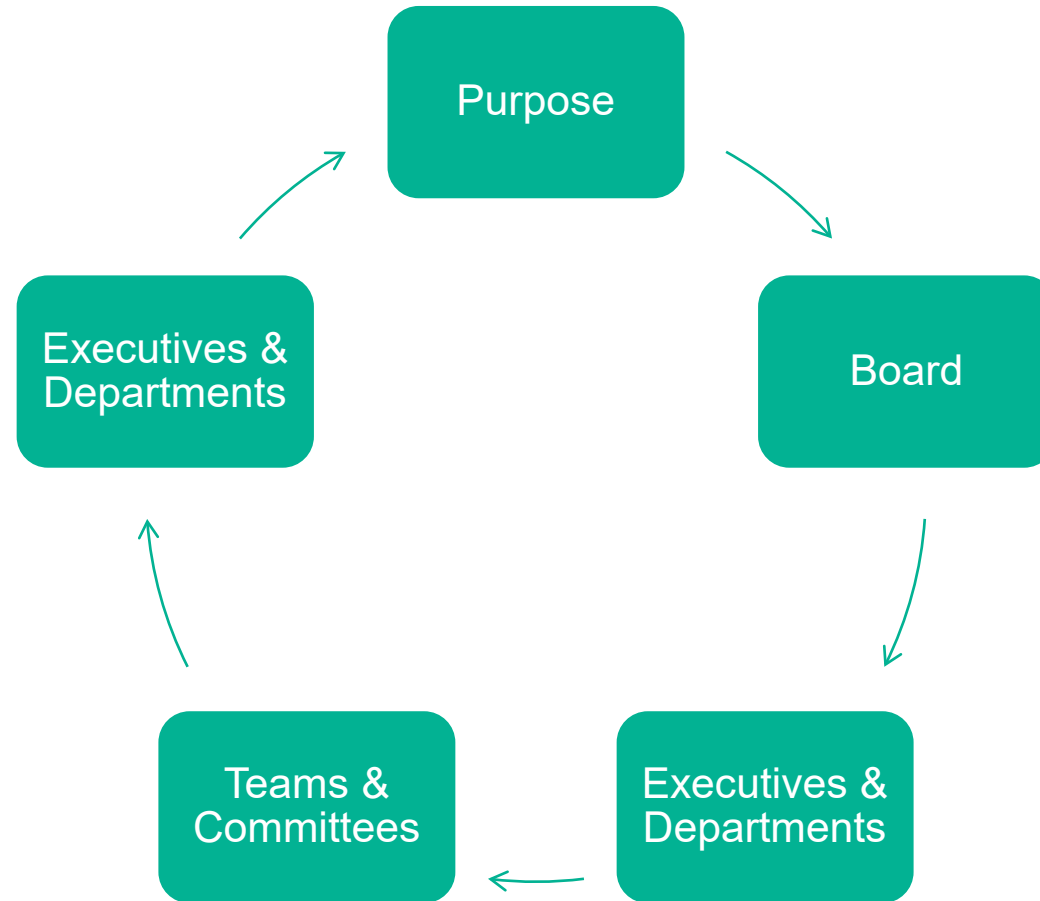 Purpose
Board
Executives &
Departments
Teams &
Committees
Executives &
Departments